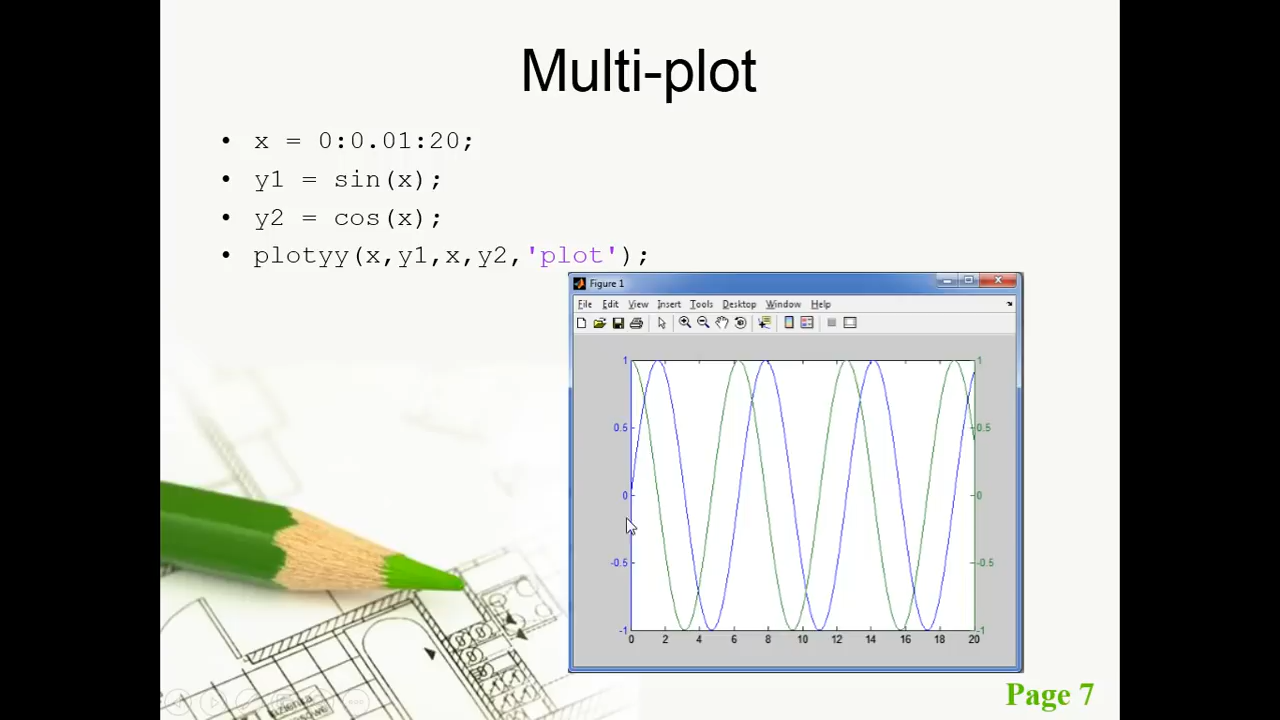 Multi-plot
• x = 0:0.01:20;
• y1 = sin(x);
• y2 = cos(x);
• plotyy(x,y1,x,y2,'plot');
Figure 1
File Edit View Insert Tools Desktop Window Help
1 1
0.5 0.5
0 0
-0.5 -0.5
-1 -1
0 2 4 6 8 10 12 14 16 18 20
Page 7